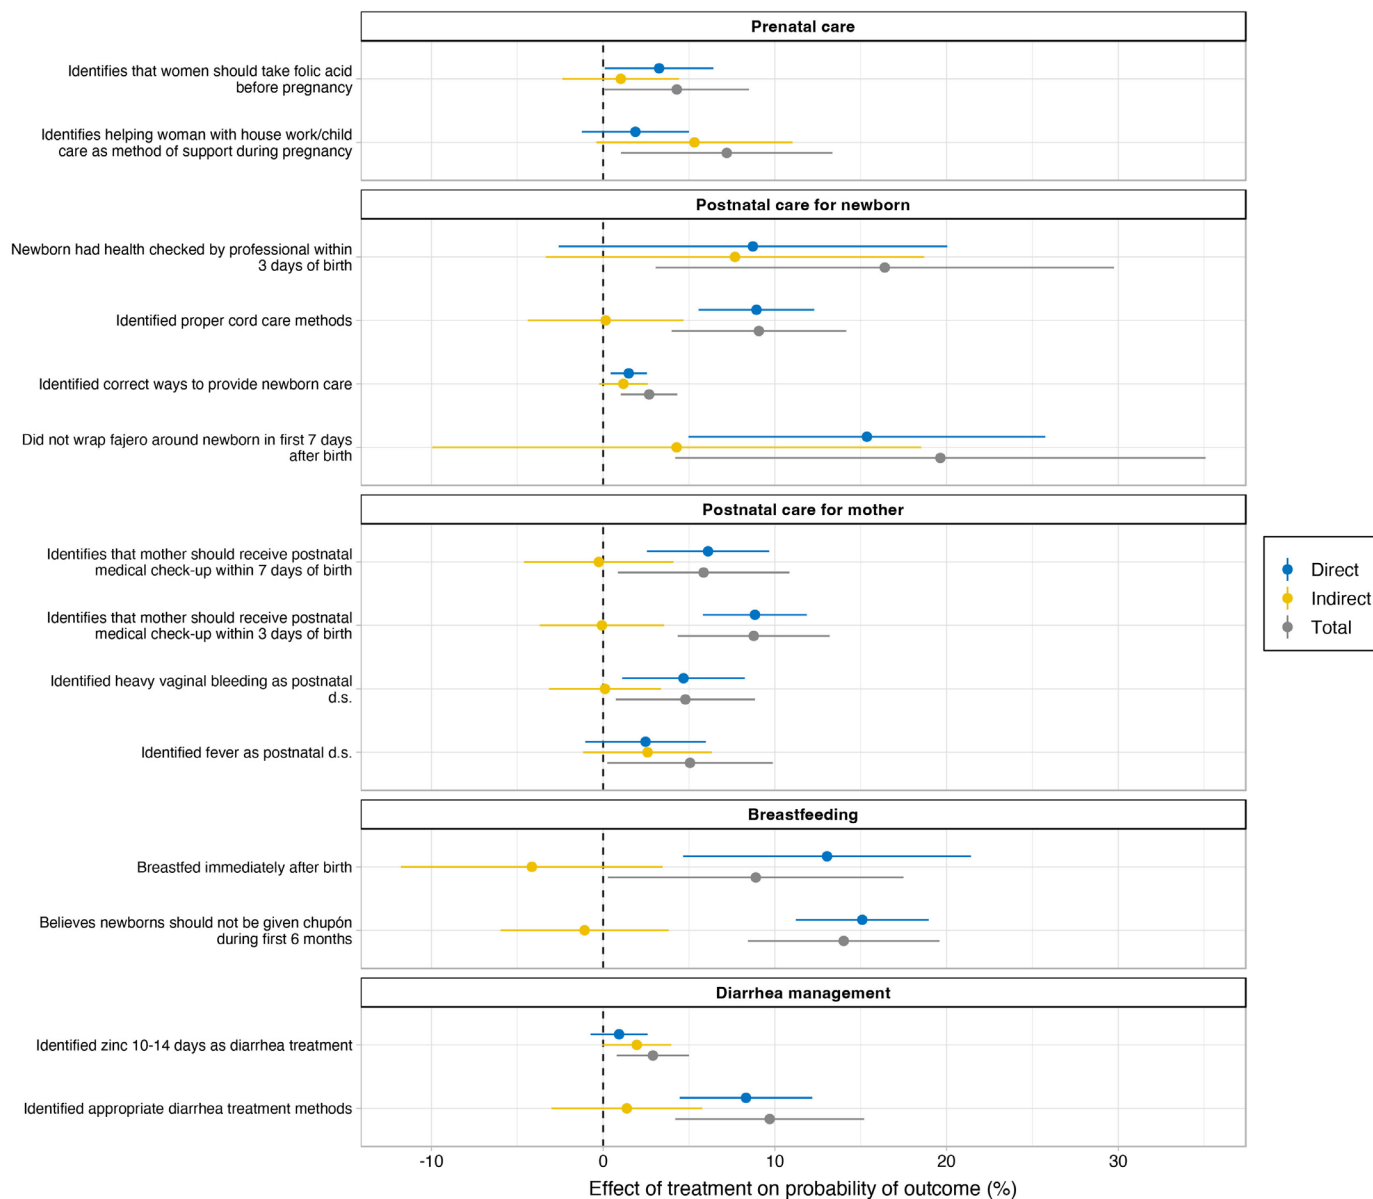 Prenatal care
Identifies that women should take folic acid
before pregnancy
Identifies helping woman with house work/child
care as method of support during pregnancy
Postnatal care for newborn
Newborn had health checked by professional within
3 days of birth
Identified proper cord care methods
Identified correct ways to provide newborn care
Did not wrap fajero around newborn in first 7 days
after birth
Postnatal care for mother
Identifies that mother should receive postnatal
medical check-up within 7 days of birth
Identifies that mother should receive postnatal
medical check-up within 3 days of birth
Identified heavy vaginal bleeding as postnatal
d.s.
Identified fever as postnatal d.s.
Breastfeeding
Breastfed immediately after birth
Believes newborns should not be given chupón
during first 6 months
Diarrhea management
Identified zinc 10-14 days as diarrhea treatment
Identified appropriate diarrhea treatment methods
-10 0 10 20 30
Effect of treatment on probability of outcome (%)
Direct
Indirect
Total